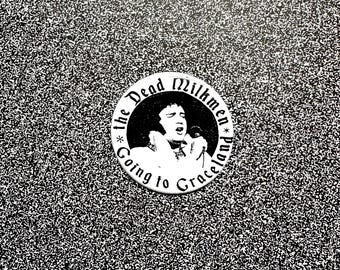 the Dead Milkmen
* Going to Graceland *